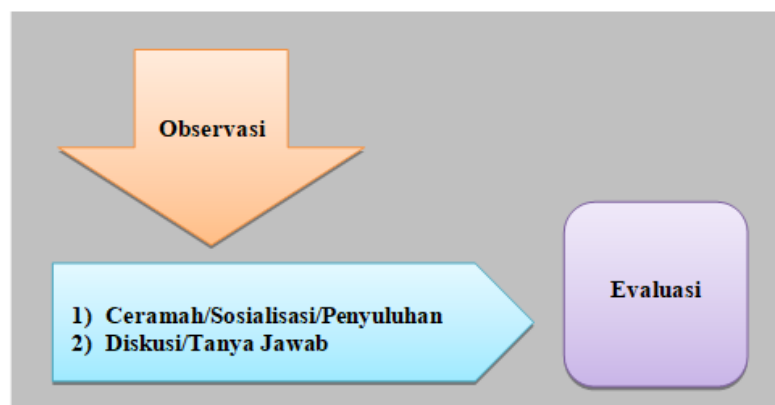 Observasi
1) Ceramah/Sosialisasi/Penyuluhan
2) Diskusi/Tanya Jawab
Evaluasi